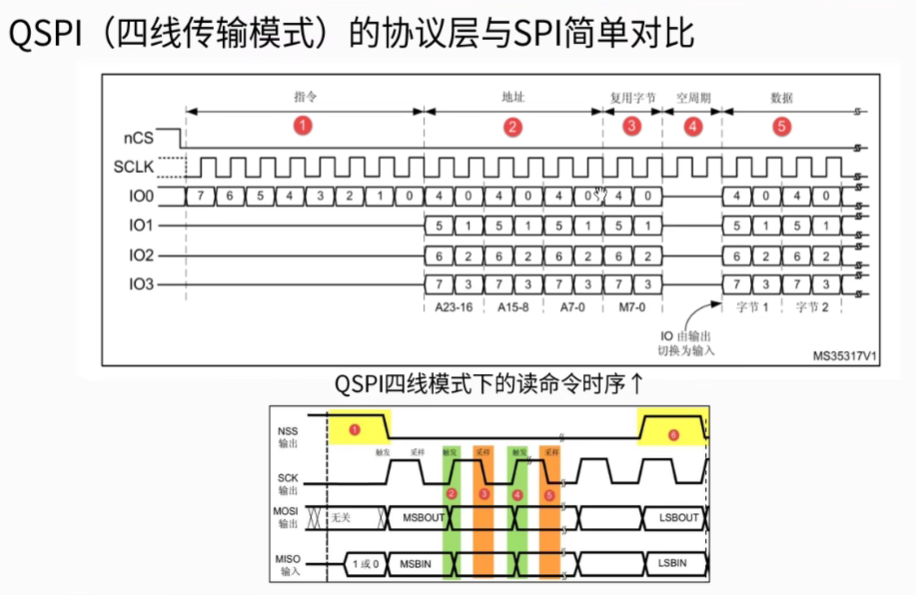 QSPI（四线传输模式）的协议层与SPI简单对比
指令 地址 复用字节 空周期 数据
1 2 3 4 5
nCS
SCLK
IO0 7 6 5 4 3 2 1 0 4 0 4 0 4 0 4 0 4 0 4 0
IO1 5 1 5 1 5 1 5 1 5 1 5 1
IO2 6 2 6 2 6 2 6 2 6 2 6 2
IO3 7 3 7 3 7 3 7 3 7 3 7 3
A23-16 A15-8 A7-0 M7-0 字节 1 字节 2
IO 由输出
切换为输入
MS35317V1
QSPI四线模式下的读命令时序↑
NSS
输出
1 6
触发 采样 触发 采样 触发 采样
SCK
输出
2 3 4 5
MOSI
输出
无关 MSBOUT LSBOUT
MISO
输入
1 或 0 MSBIN LSBIN